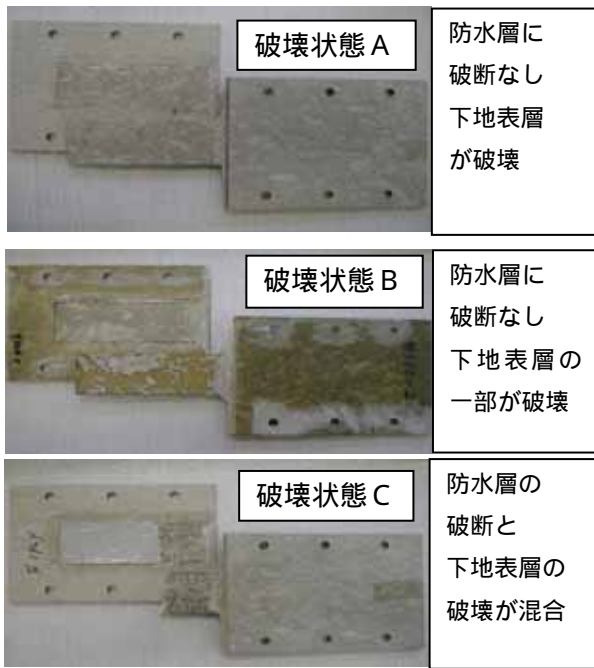 破壊状態A
防水層に
破断なし
下地表層
が破壊
破壊状態B
防水層に
破断なし
下地表層の
一部が破壊
破壊状態C
防水層の
破断と
下地表層の
破壊が混合